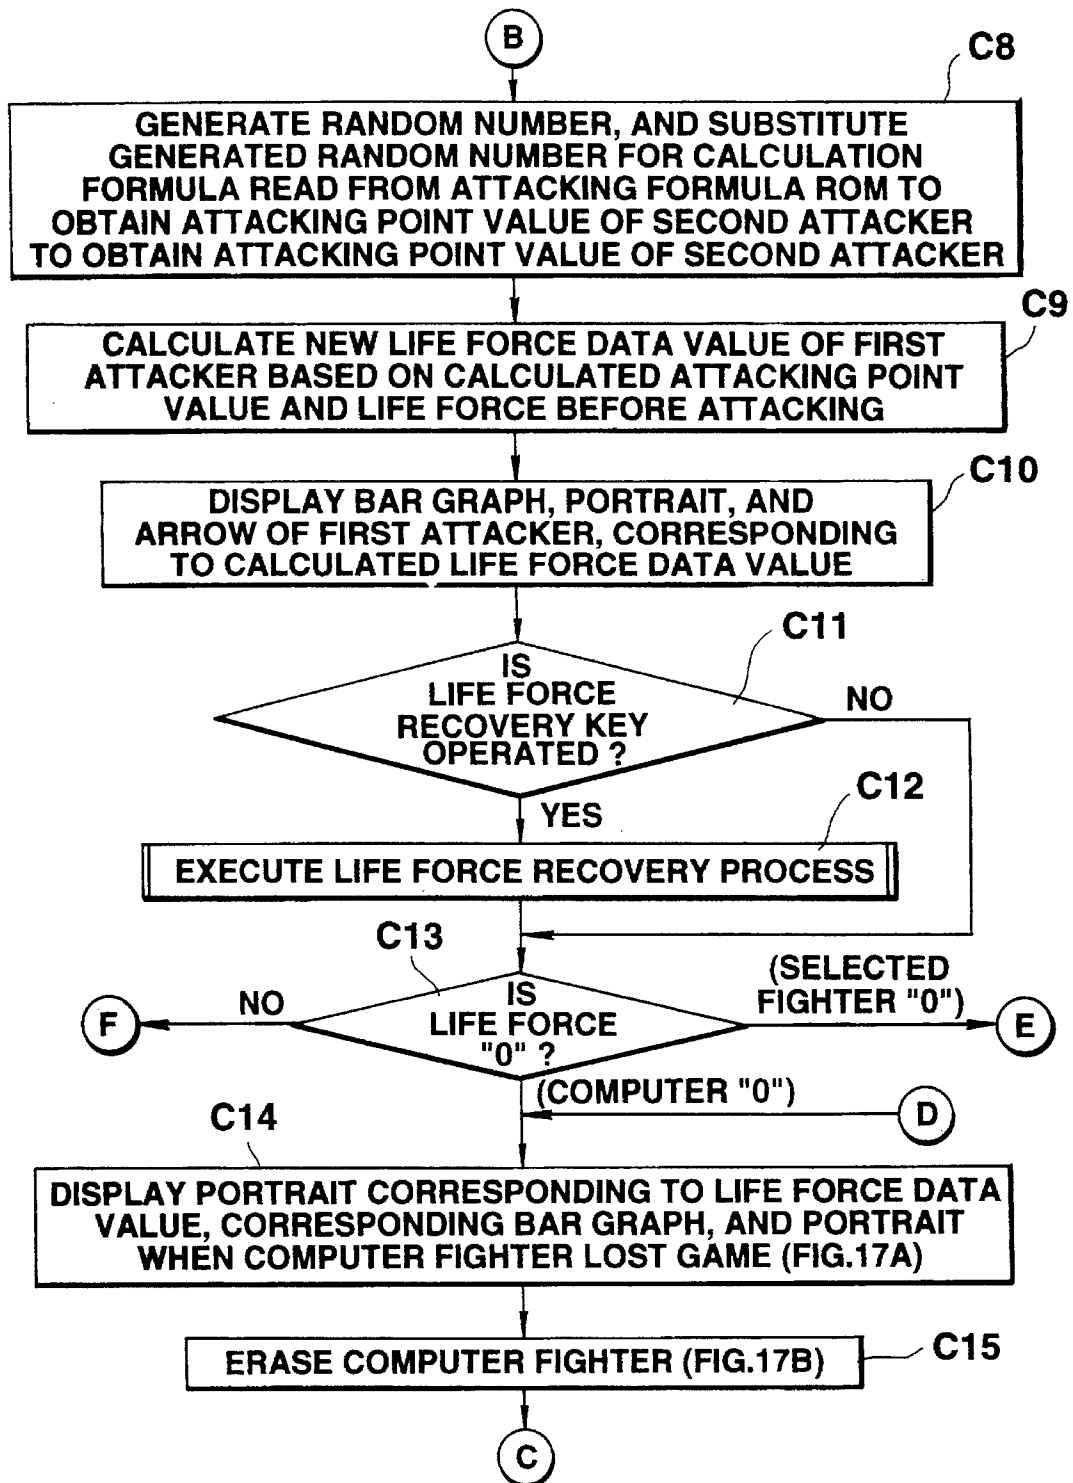 B
C8
GENERATE RANDOM NUMBER, AND SUBSTITUTE
GENERATED RANDOM NUMBER FOR CALCULATION
FORMULA READ FROM ATTACKING FORMULA ROM TO
OBTAIN ATTACKING POINT VALUE OF SECOND ATTACKER
TO OBTAIN ATTACKING POINT VALUE OF SECOND ATTACKER
C9
CALCULATE NEW LIFE FORCE DATA VALUE OF FIRST
ATTACKER BASED ON CALCULATED ATTACKING POINT
VALUE AND LIFE FORCE BEFORE ATTACKING
C10
DISPLAY BAR GRAPH, PORTRAIT, AND
ARROW OF FIRST ATTACKER, CORRESPONDING
TO CALCULATED LIFE FORCE DATA VALUE
C11
IS
LIFE FORCE
RECOVERY KEY
OPERATED ?
NO
YES
C12
EXECUTE LIFE FORCE RECOVERY PROCESS
C13
IS
LIFE FORCE
"0" ?
NO
F
(SELECTED
FIGHTER "0")
E
(COMPUTER "0")
D
C14
DISPLAY PORTRAIT CORRESPONDING TO LIFE FORCE DATA
VALUE, CORRESPONDING BAR GRAPH, AND PORTRAIT
WHEN COMPUTER FIGHTER LOST GAME (FIG.17A)
ERASE COMPUTER FIGHTER (FIG.17B)
C15
C